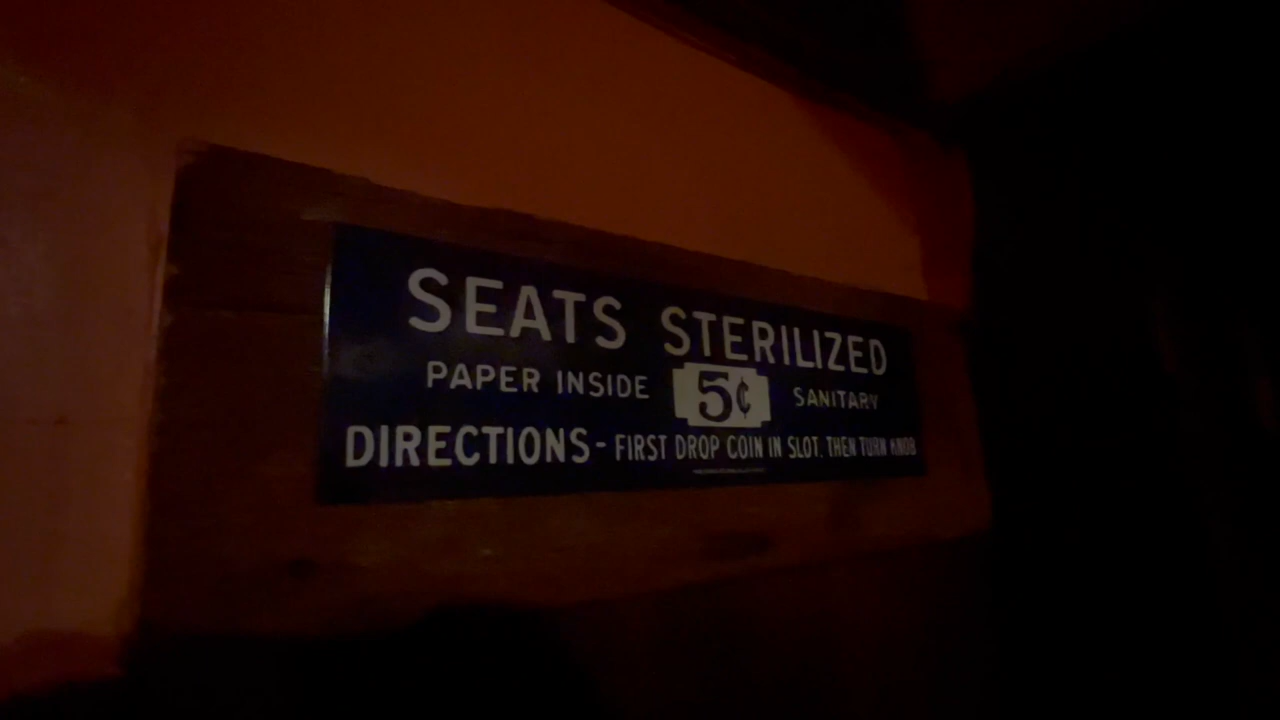 SEATS STERILIZED
PAPER INSIDE 5¢ SANITARY
DIRECTIONS - FIRST DROP COIN IN SLOT. THEN TURN KNOB